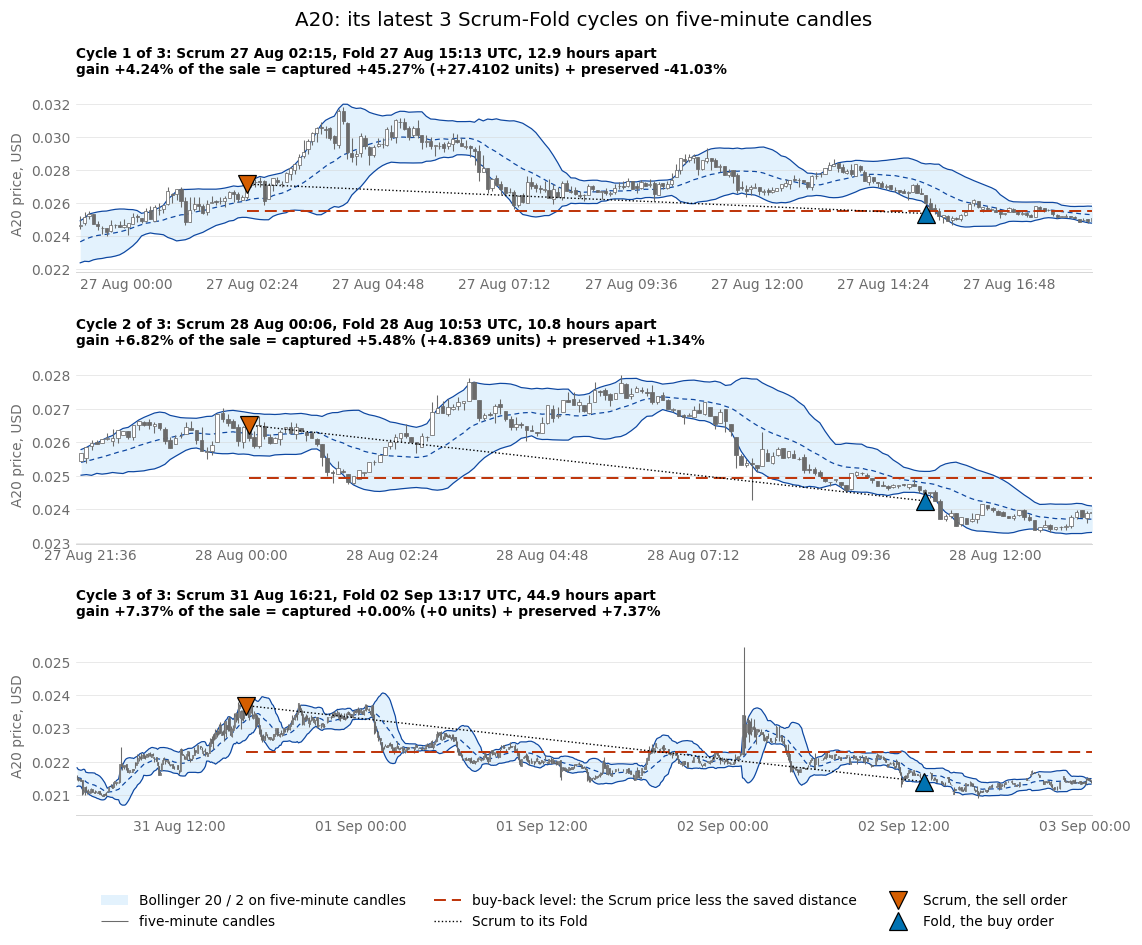 A20: its latest 3 Scrum-Fold cycles on five-minute candles
Cycle 1 of 3: Scrum 27 Aug 02:15, Fold 27 Aug 15:13 UTC, 12.9 hours apart
gain +4.24% of the sale = captured +45.27% (+27.4102 units) + preserved -41.03%
A20 price, USD
0.032
0.030
0.028
0.026
0.024
0.022
27 Aug 00:00 27 Aug 02:24 27 Aug 04:48 27 Aug 07:12 27 Aug 09:36 27 Aug 12:00 27 Aug 14:24 27 Aug 16:48
Cycle 2 of 3: Scrum 28 Aug 00:06, Fold 28 Aug 10:53 UTC, 10.8 hours apart
gain +6.82% of the sale = captured +5.48% (+4.8369 units) + preserved +1.34%
A20 price, USD
0.028
0.027
0.026
0.025
0.024
0.023
27 Aug 21:36 28 Aug 00:00 28 Aug 02:24 28 Aug 04:48 28 Aug 07:12 28 Aug 09:36 28 Aug 12:00
Cycle 3 of 3: Scrum 31 Aug 16:21, Fold 02 Sep 13:17 UTC, 44.9 hours apart
gain +7.37% of the sale = captured +0.00% (+0 units) + preserved +7.37%
A20 price, USD
0.025
0.024
0.023
0.022
0.021
31 Aug 12:00 01 Sep 00:00 01 Sep 12:00 02 Sep 00:00 02 Sep 12:00 03 Sep 00:00
Bollinger 20 / 2 on five-minute candles buy-back level: the Scrum price less the saved distance Scrum, the sell order
five-minute candles Scrum to its Fold Fold, the buy order